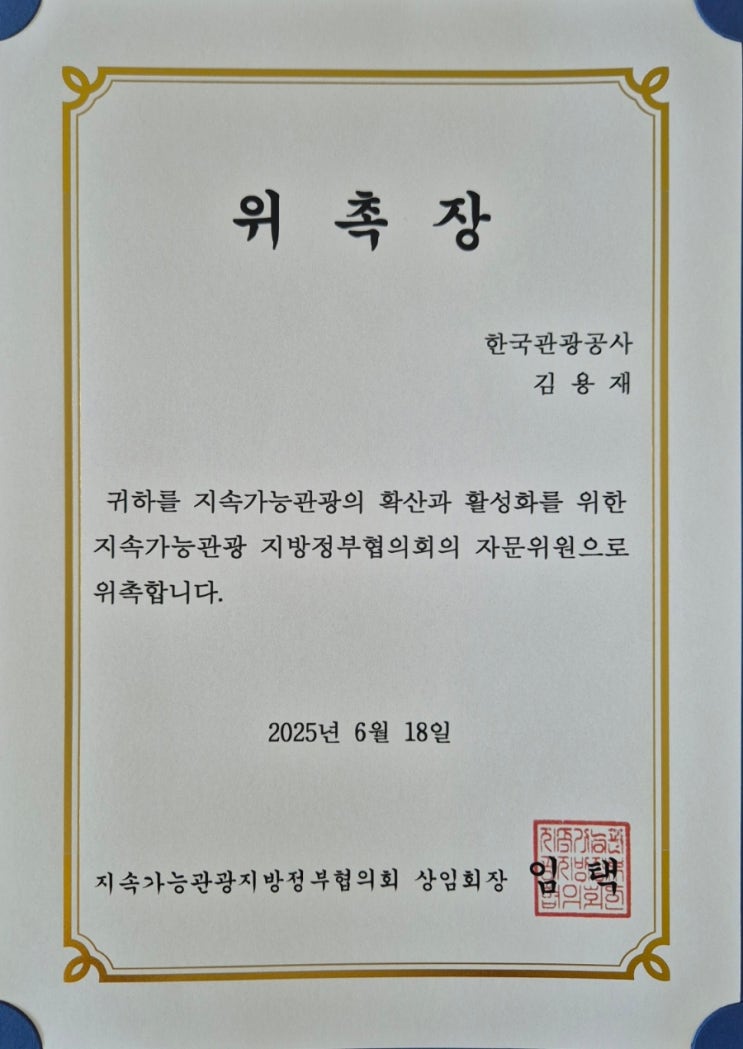 위 촉 장
한국관광공사
김 용 재
귀하를 지속가능관광의 확산과 활성화를 위한
지속가능관광 지방정부협의회의 자문위원으로
위촉합니다.
2025년 6월 18일
지속가능관광지방정부협의회 상임회장 임 택